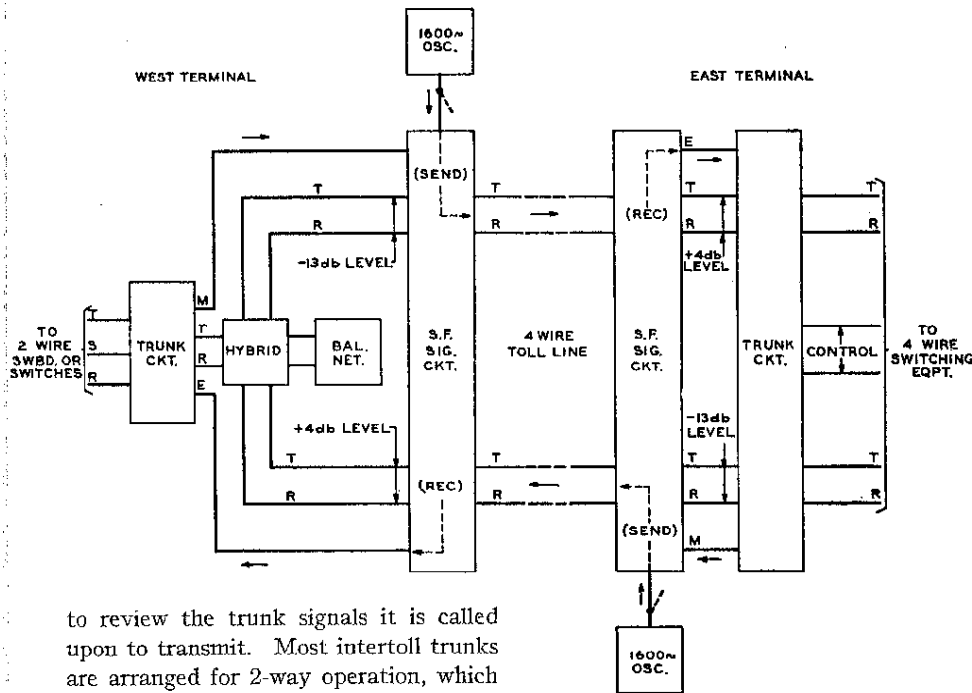 1600~
OSC.
WEST TERMINAL
EAST TERMINAL
E
(SEND)
T
T
T
T
(REC)
R
R
R
R
-13db LEVEL
+4db
LEVEL
M
T
TO
2 WIRE
SWBD. OR
SWITCHES
T
S
R
TRUNK
CKT.
R
HYBRID
BAL.
NET.
S.F.
SIG.
CKT.
4 WIRE
TOLL LINE
S.F.
SIG.
CKT.
TRUNK
CKT.
CONTROL
TO
4 WIRE
SWITCHING
EQPT.
E
+4db LEVEL
-13db
LEVEL
T
T
T
T
R
(REC)
R
R
R
(SEND)
M
to review the trunk signals it is called
upon to transmit. Most intertoll trunks
are arranged for 2-way operation, which
1600~
OSC.